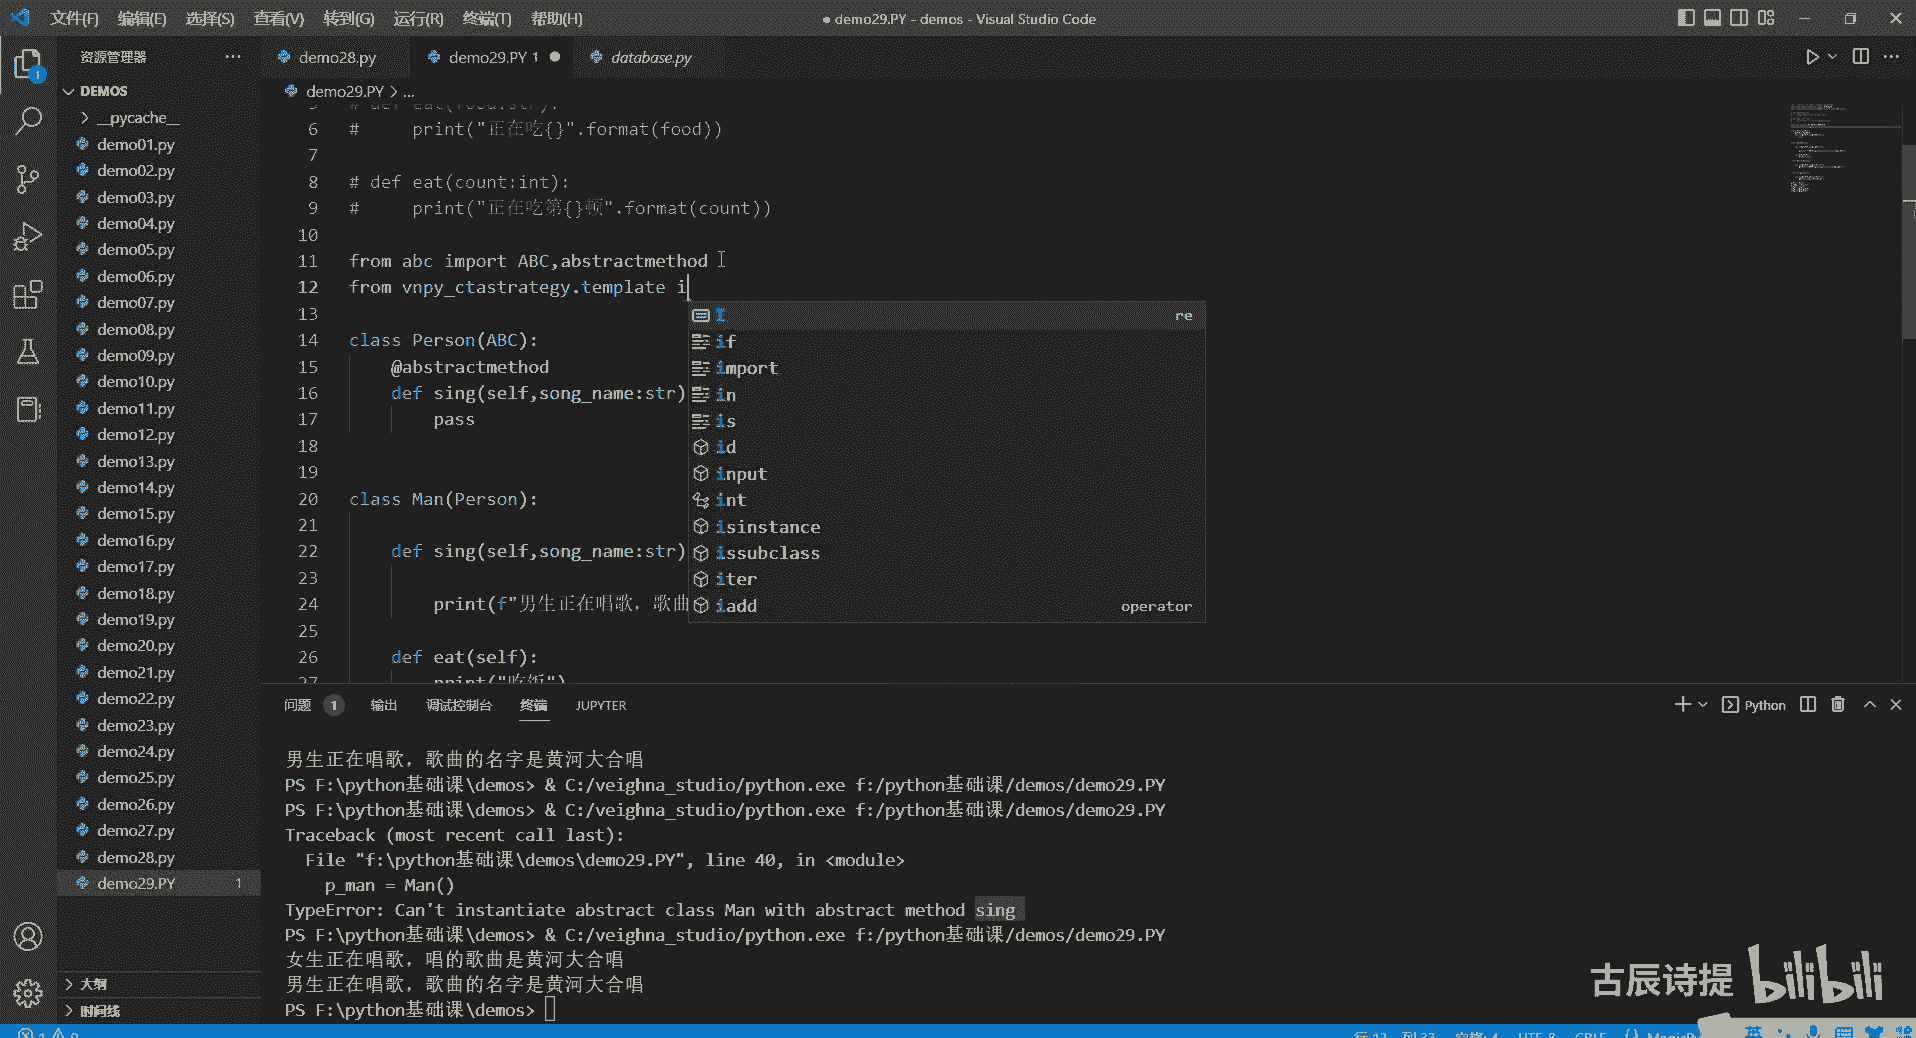 文件(F) 编辑(E) 选择(S) 查看(V) 转到(G) 运行(R) 终端(T) 帮助(H)
● demo29.PY - demos - Visual Studio Code
资源管理器 ···
demo28.py
demo29.PY 1 ●
database.py
1
DEMOS
demo29.PY > ...
__pycache__
demo01.py
demo02.py
demo03.py
demo04.py
demo05.py
demo06.py
demo07.py
demo08.py
demo09.py
demo10.py
demo11.py
demo12.py
demo13.py
demo14.py
demo15.py
demo16.py
demo17.py
demo18.py
demo19.py
demo20.py
demo21.py
demo22.py
demo23.py
demo24.py
demo25.py
demo26.py
demo27.py
demo28.py
demo29.PY 1
大纲
时间线
5 # def eat(food:str):
6 #     print("正在吃{}".format(food))
7
8 # def eat(count:int):
9 #     print("正在吃第{}顿".format(count))
10
11 from abc import ABC,abstractmethod
12 from vnpy_ctastrategy.template i
13
14 class Person(ABC):
15     @abstractmethod
16     def sing(self,song_name:str)
17         pass
18
19
20 class Man(Person):
21
22     def sing(self,song_name:str)
23
24         print(f"男生正在唱歌，歌曲
25
26     def eat(self):
27         print("吃饭")
I re
if
import
in
is
id
input
int
isinstance
issubclass
iter
iadd operator
问题 1 输出 调试控制台 终端 JUPYTER
Python
男生正在唱歌，歌曲的名字是黄河大合唱
PS F:\python基础课\demos> & C:/veighna_studio/python.exe f:/python基础课/demos/demo29.PY
PS F:\python基础课\demos> & C:/veighna_studio/python.exe f:/python基础课/demos/demo29.PY
Traceback (most recent call last):
  File "f:\python基础课\demos\demo29.PY", line 40, in <module>
    p_man = Man()
TypeError: Can't instantiate abstract class Man with abstract method sing
PS F:\python基础课\demos> & C:/veighna_studio/python.exe f:/python基础课/demos/demo29.PY
女生正在唱歌，唱的歌曲是黄河大合唱
男生正在唱歌，歌曲的名字是黄河大合唱
PS F:\python基础课\demos>
古辰诗提 bilibili
行 12，列 33 空格: 4 UTF-8 CRLF
英